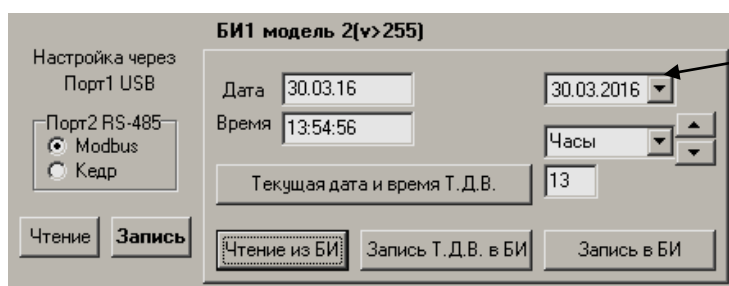 БИ1 модель 2(v>255)
Настройка через
Порт1 USB
Порт2 RS-485
Modbus
Кедр
Чтение
Запись
Дата
30.03.16
30.03.2016
Время
13:54:56
Часы
Текущая дата и время Т.Д.В.
13
Чтение из БИ
Запись Т.Д.В. в БИ
Запись в БИ